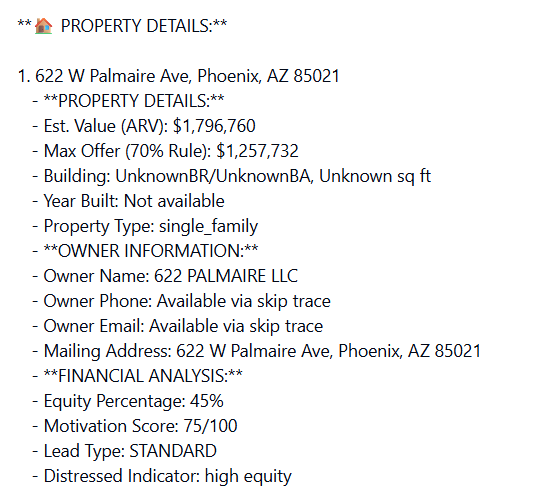 **🏠 PROPERTY DETAILS:**
1. 622 W Palmaire Ave, Phoenix, AZ 85021
- **PROPERTY DETAILS:**
- Est. Value (ARV): $1,796,760
- Max Offer (70% Rule): $1,257,732
- Building: UnknownBR/UnknownBA, Unknown sq ft
- Year Built: Not available
- Property Type: single_family
- **OWNER INFORMATION:**
- Owner Name: 622 PALMAIRE LLC
- Owner Phone: Available via skip trace
- Owner Email: Available via skip trace
- Mailing Address: 622 W Palmaire Ave, Phoenix, AZ 85021
- **FINANCIAL ANALYSIS:**
- Equity Percentage: 45%
- Motivation Score: 75/100
- Lead Type: STANDARD
- Distressed Indicator: high equity